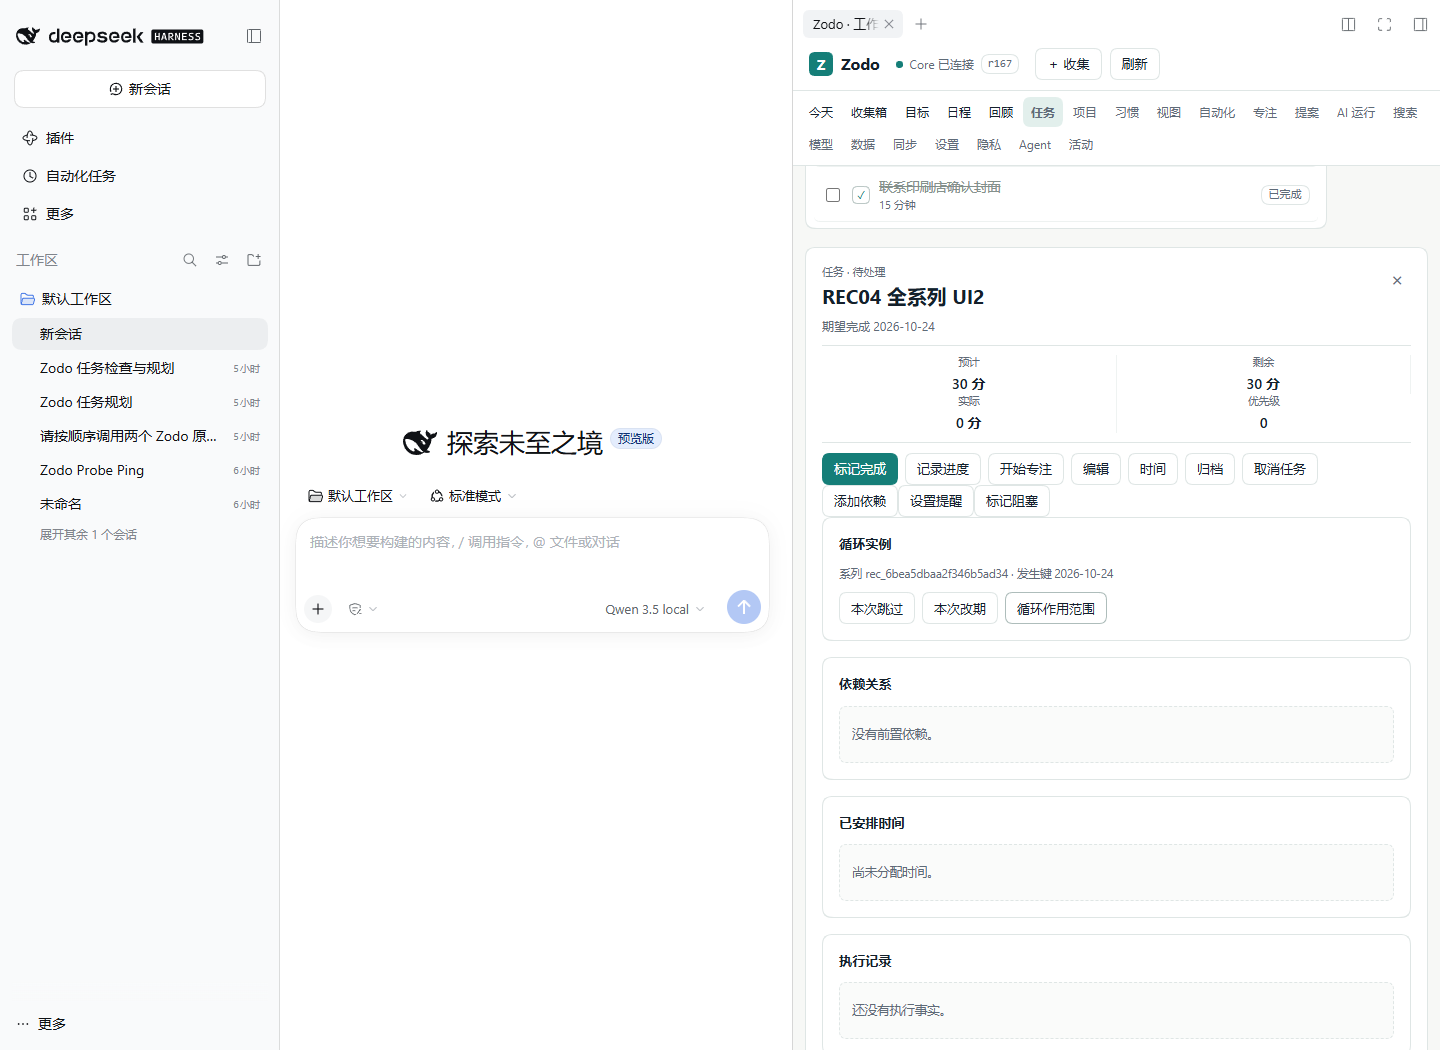 deepseek HARNESS
新会话
插件
自动化任务
更多
工作区
默认工作区
新会话
Zodo 任务检查与规划 5 小时
Zodo 任务规划 5 小时
请按顺序调用两个 Zodo 原... 5 小时
Zodo Probe Ping 6 小时
未命名 6 小时
展开其余 1 个会话
··· 更多
探索未至之境 预览版
默认工作区 标准模式
描述你想要构建的内容, / 调用指令, @ 文件或对话
Qwen 3.5 local
Zodo · 工作
Z Zodo Core 已连接 r167 + 收集 刷新
今天 收集箱 目标 日程 回顾 任务 项目 习惯 视图 自动化 专注 提案 AI 运行 搜索
模型 数据 同步 设置 隐私 Agent 活动
联系印刷店确认封面
15 分钟
已完成
任务 · 待处理
REC04 全系列 UI2
期望完成 2026-10-24
预计 剩余
30 分 30 分
实际 优先级
0 分 0
标记完成 记录进度 开始专注 编辑 时间 归档 取消任务
添加依赖 设置提醒 标记阻塞
循环实例
系列 rec_6bea5dbaa2f346b5ad34 · 发生键 2026-10-24
本次跳过 本次改期 循环作用范围
依赖关系
没有前置依赖。
已安排时间
尚未分配时间。
执行记录
还没有执行事实。